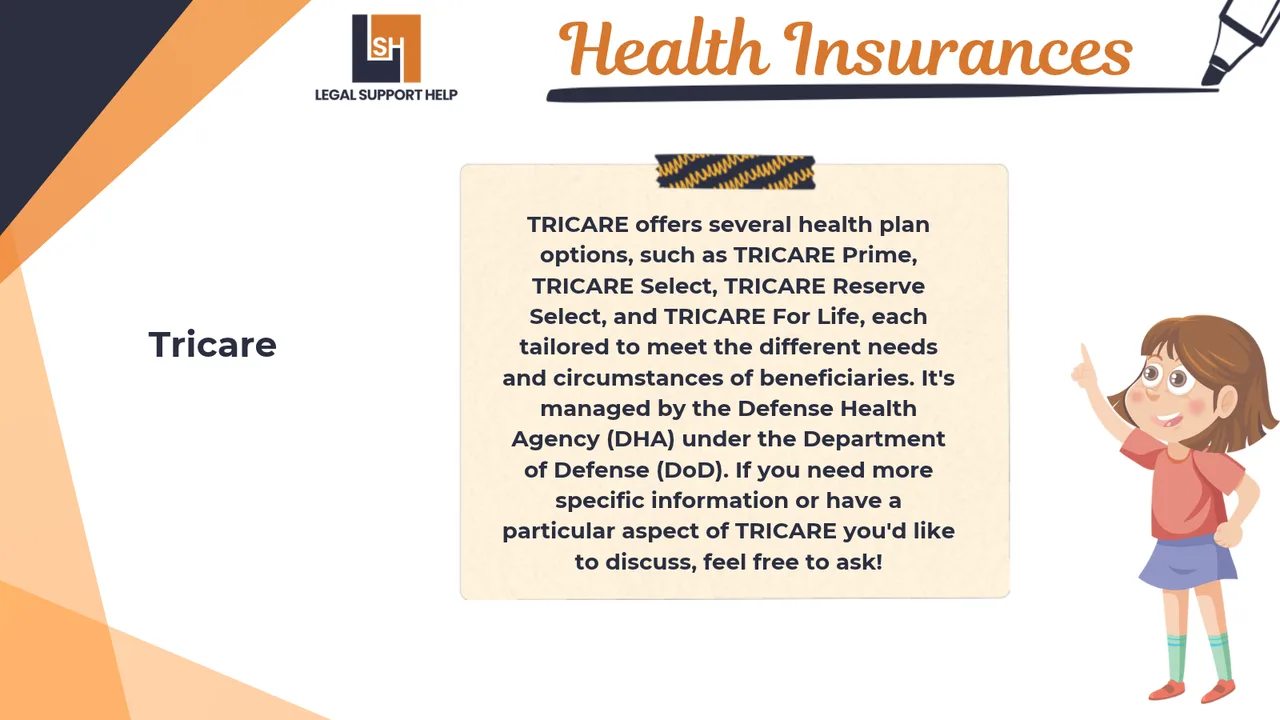 SH
LEGAL SUPPORT HELP
Health Insurances
Tricare
TRICARE offers several health plan
options, such as TRICARE Prime,
TRICARE Select, TRICARE Reserve
Select, and TRICARE For Life, each
tailored to meet the different needs
and circumstances of beneficiaries. It's
managed by the Defense Health
Agency (DHA) under the Department
of Defense (DoD). If you need more
specific information or have a
particular aspect of TRICARE you'd like
to discuss, feel free to ask!